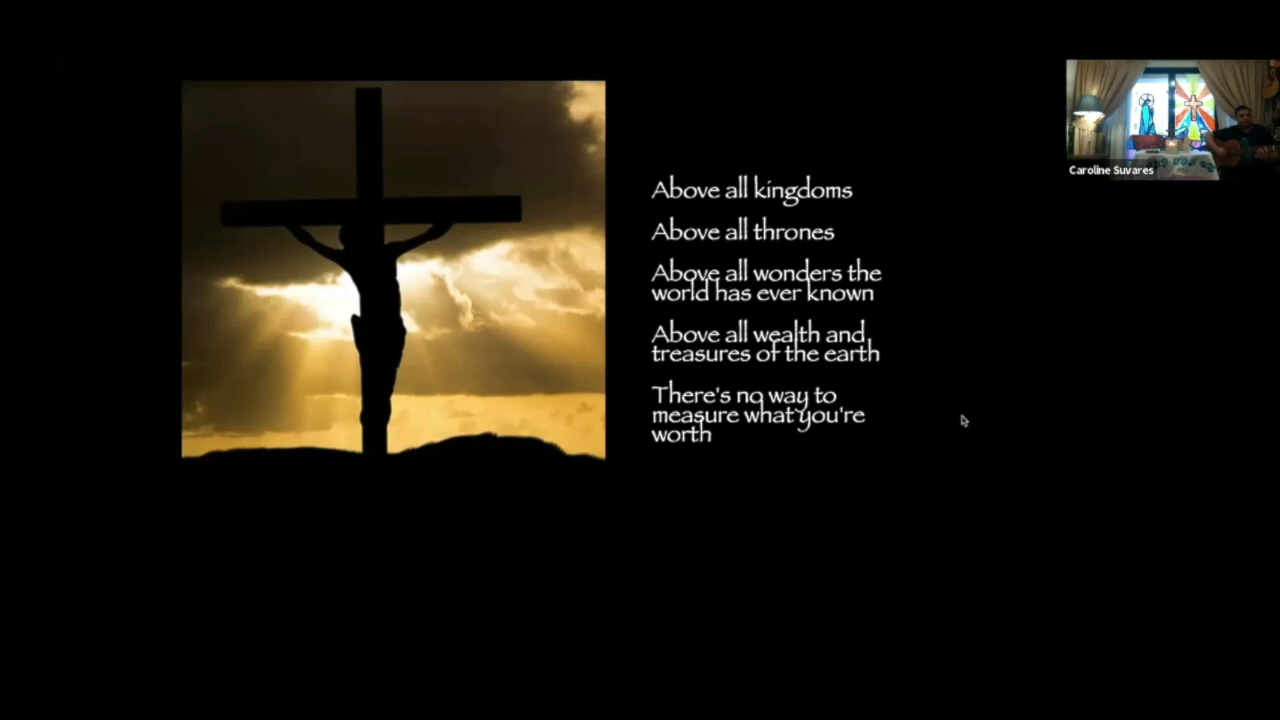 Above all kingdoms
Above all thrones
Above all wonders the
world has ever known
Above all wealth and
treasures of the earth
There's no way to
measure what you're
worth
Caroline Suvares